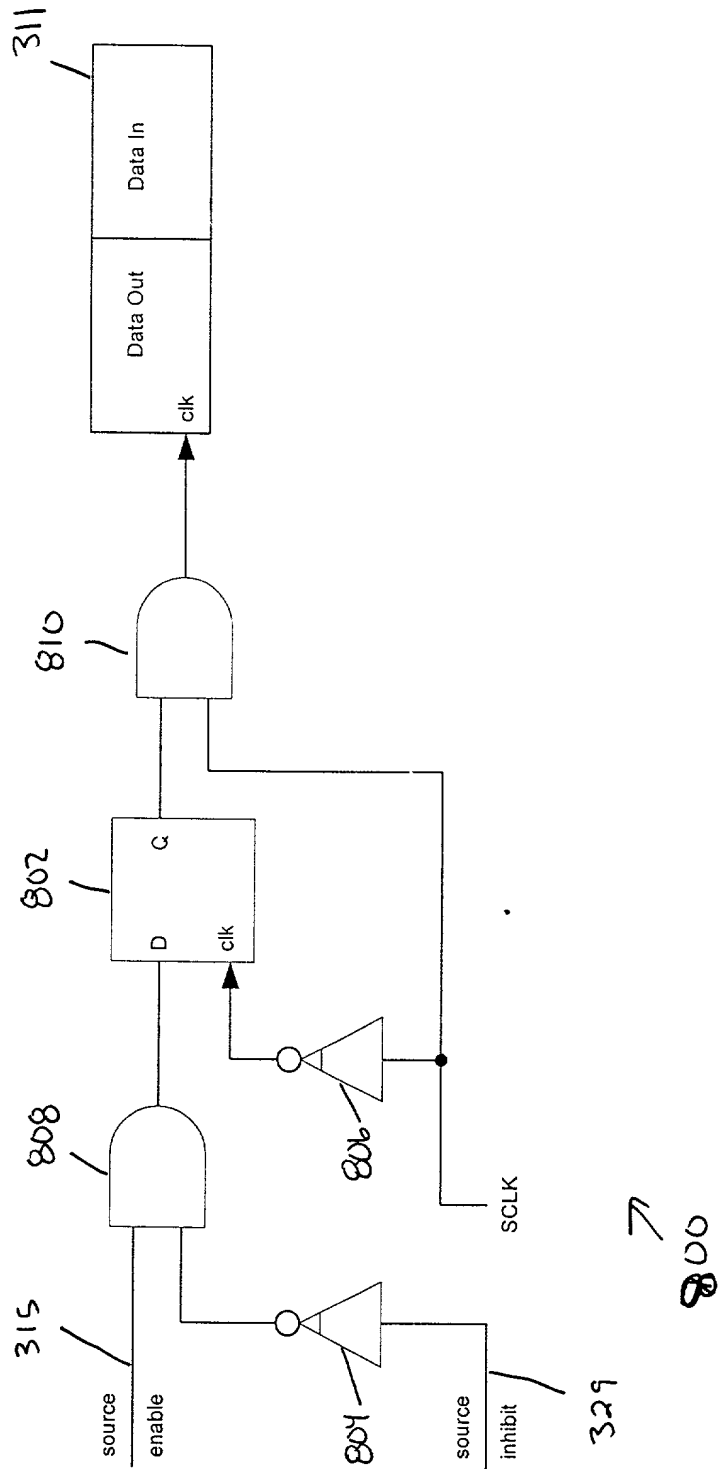 source
enable
315
808
802
D
Q
clk
810
311
Data Out
Data In
clk
804
source
inhibit
329
806
SCLK
800